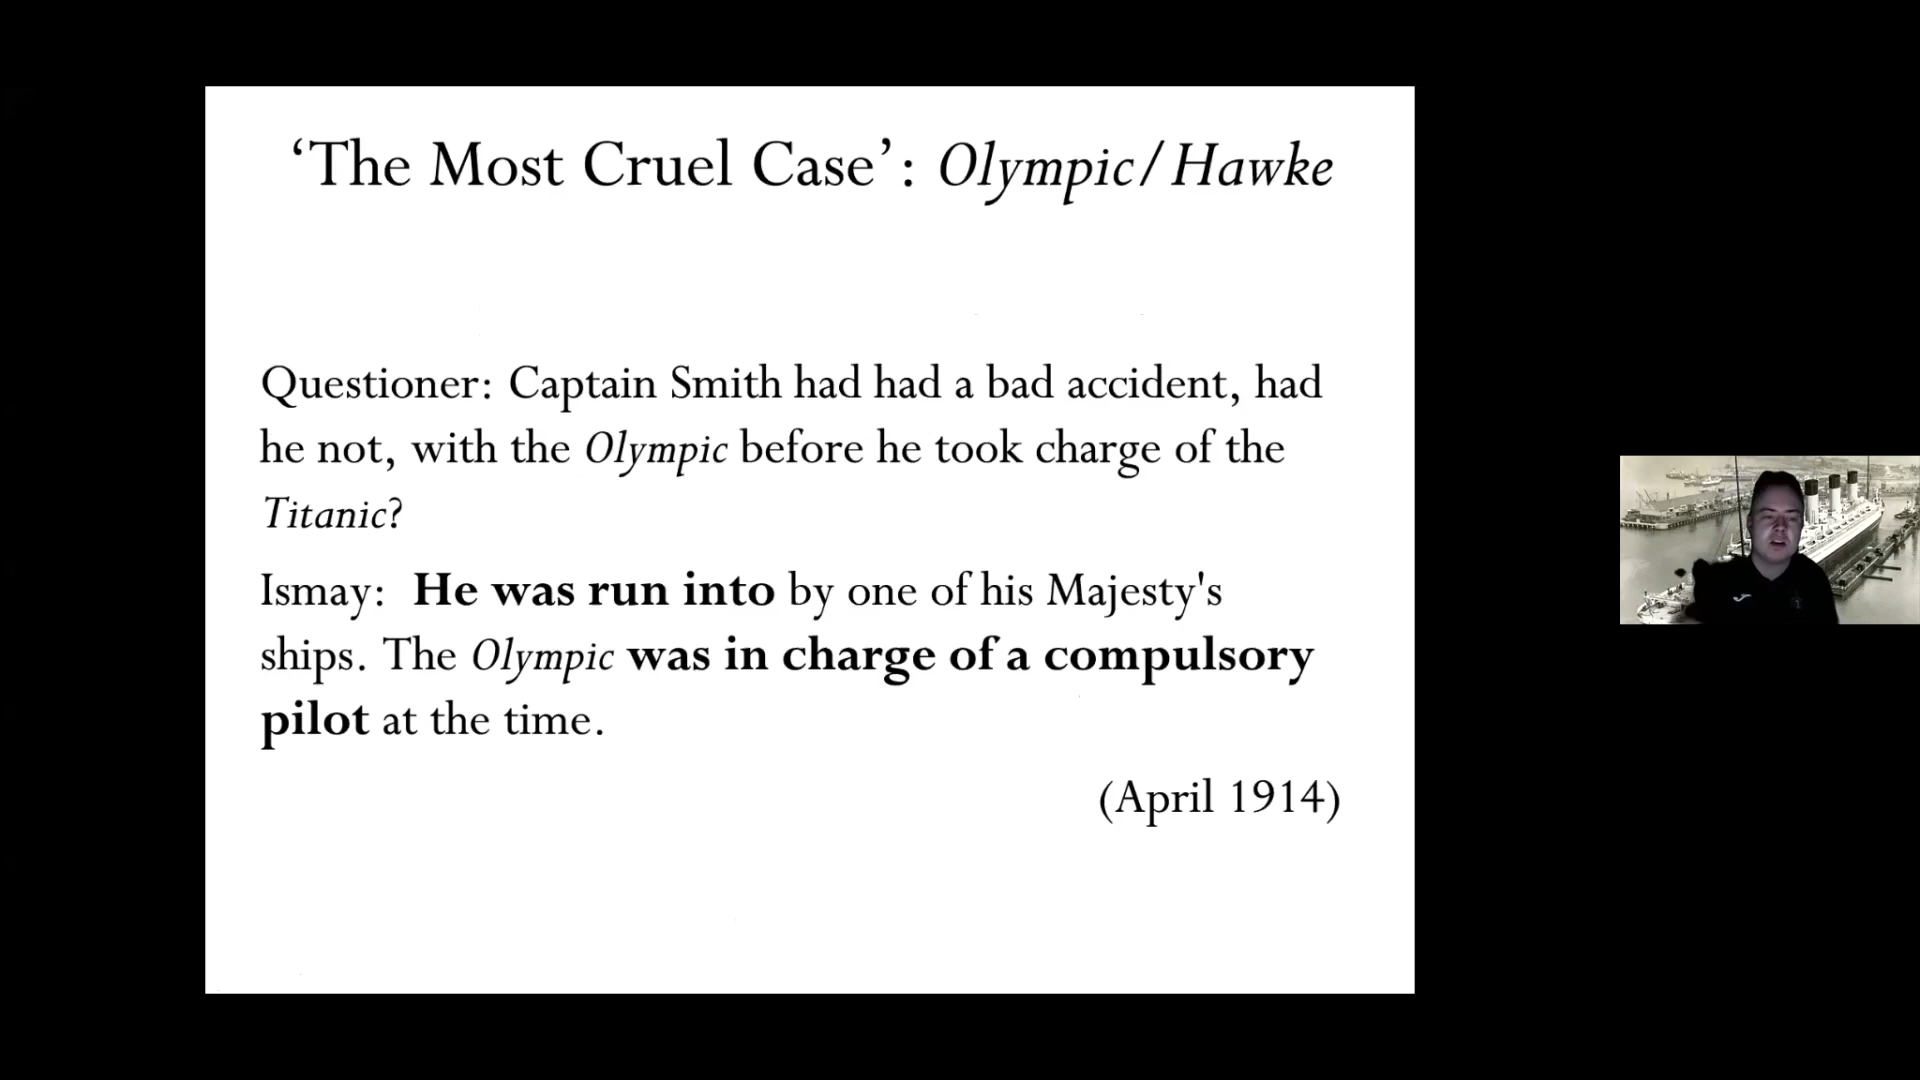 ‘The Most Cruel Case’: Olympic/Hawke
Questioner: Captain Smith had had a bad accident, had
he not, with the Olympic before he took charge of the
Titanic?
Ismay:  He was run into by one of his Majesty's
ships. The Olympic was in charge of a compulsory
pilot at the time.
(April 1914)